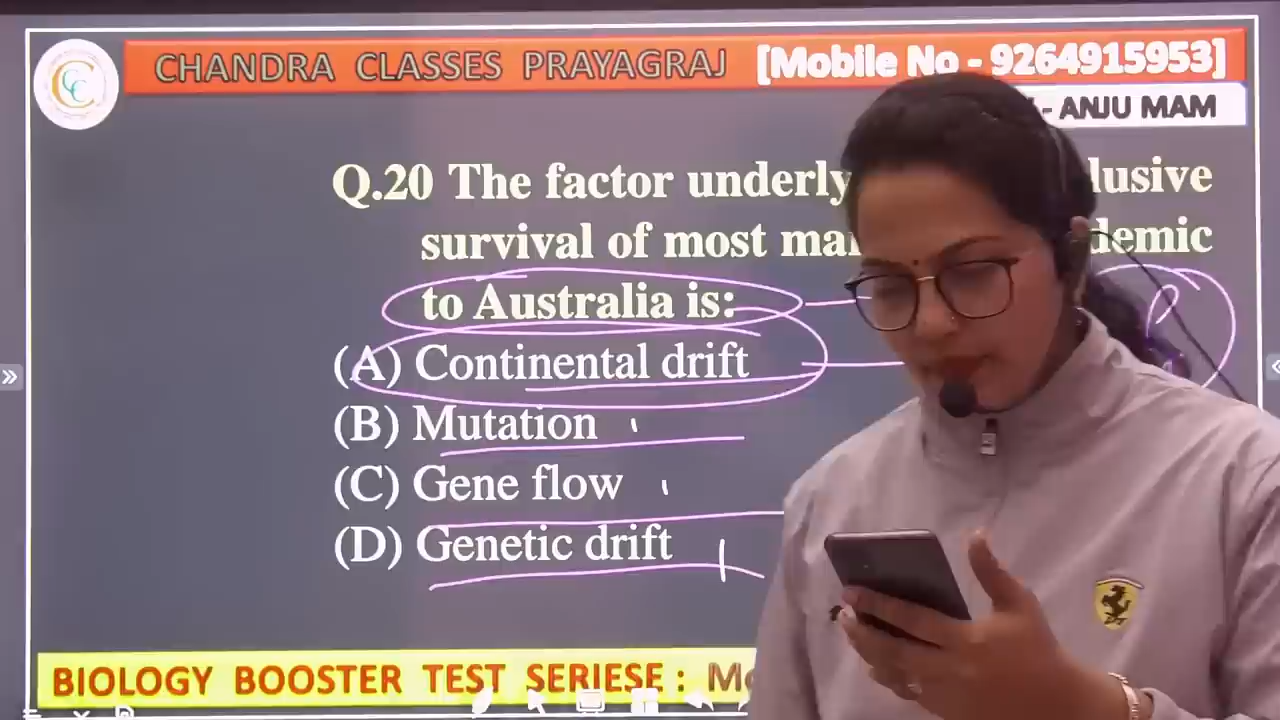 CHANDRA CLASSES PRAYAGRAJ [Mobile No - 9264915953]
- ANJU MAM
Q.20 The factor underly lusive
survival of most ma demic
to Australia is:
(A) Continental drift
(B) Mutation
(C) Gene flow
(D) Genetic drift
BIOLOGY BOOSTER TEST SERIESE :